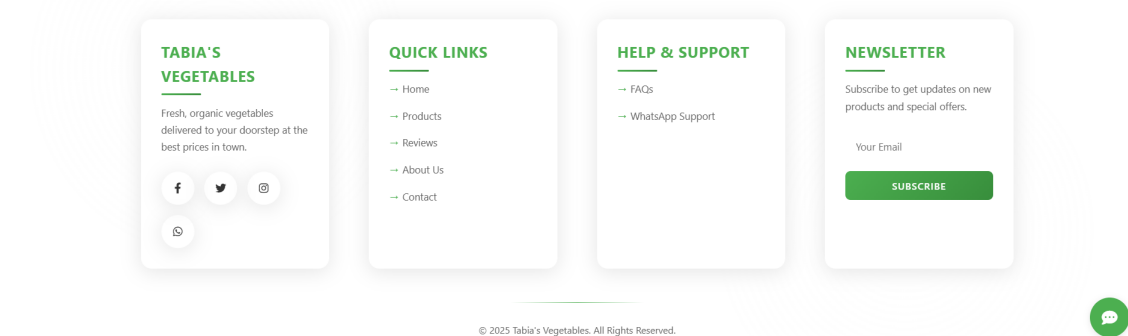 TABIA'S
VEGETABLES
Fresh, organic vegetables
delivered to your doorstep at the
best prices in town.
QUICK LINKS
→ Home
→ Products
→ Reviews
→ About Us
→ Contact
HELP & SUPPORT
→ FAQs
→ WhatsApp Support
NEWSLETTER
Subscribe to get updates on new
products and special offers.
Your Email
SUBSCRIBE
© 2025 Tabia's Vegetables. All Rights Reserved.